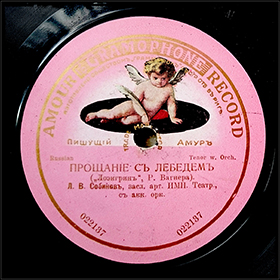 AMOUR GRAMOPHONE RECORD
Пишущій Амуръ
Russian Tenor w. Orch.
ПРОЩАНІЕ СЪ ЛЕБЕДЕМЪ
(„Лоэнгринъ", Р. Вагнера).
Л. В. Собиновъ, засл. арт. ИМП. Театр.,
съ акк. орк.
022137 022137